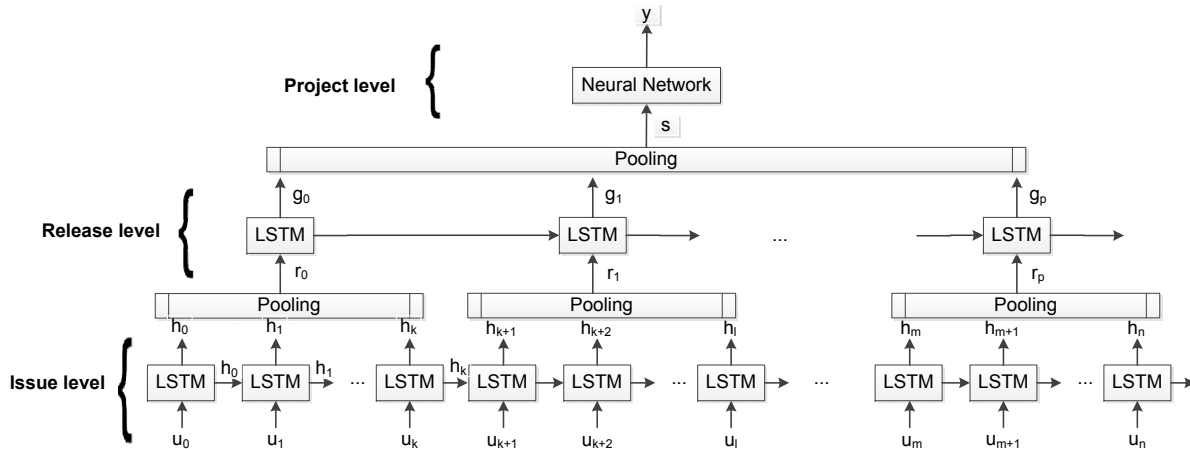 y
Project level
Neural Network
s
Pooling
g0 g1 gp
Release level
LSTM LSTM ... LSTM
r0 r1 rp
Pooling Pooling Pooling
h0 h1 hk hk+1 hk+2 hl hm hm+1 hn
h0 h1 hk
Issue level
LSTM LSTM ... LSTM LSTM LSTM ... LSTM ... LSTM LSTM ... LSTM
u0 u1 uk uk+1 uk+2 ul um um+1 un